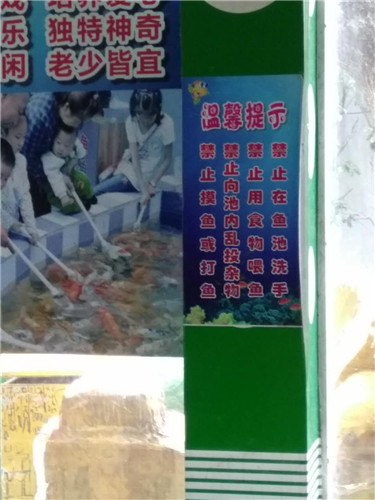 乐 独特神奇
闲 老少皆宜
温馨提示
禁止在鱼池洗手
禁止用食物喂鱼
禁止向池内乱投杂物
禁止摸鱼或打鱼